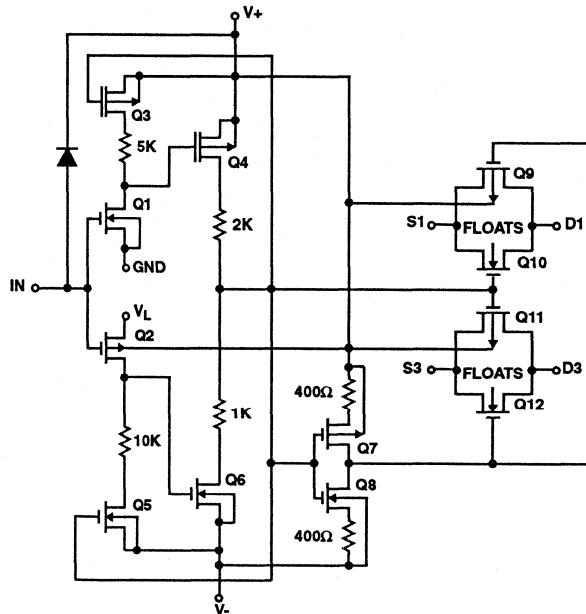 V+
Q3
5K
Q4
Q9
Q1
2K
S1
FLOATS
D1
GND
Q10
IN
VL
Q2
Q11
S3
FLOATS
D3
400Ω
Q12
1K
10K
Q7
Q6
Q8
Q5
400Ω
V-